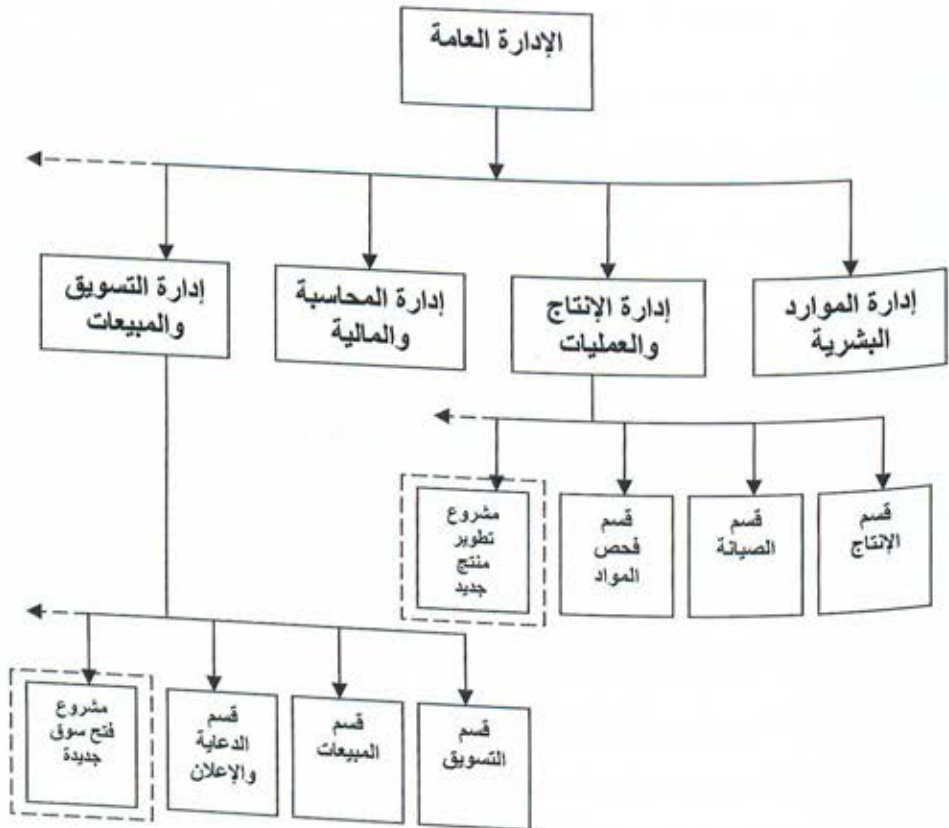 الإدارة العامة
إدارة الموارد
البشرية
إدارة الإنتاج
والعمليات
إدارة المحاسبة
والمالية
إدارة التسويق
والمبيعات
قسم
الإنتاج
قسم
الصيانة
قسم
فحص
المواد
مشروع
تطوير
منتج
جديد
قسم
التسويق
قسم
المبيعات
قسم
الدعاية
والإعلان
مشروع
فتح سوق
جديدة